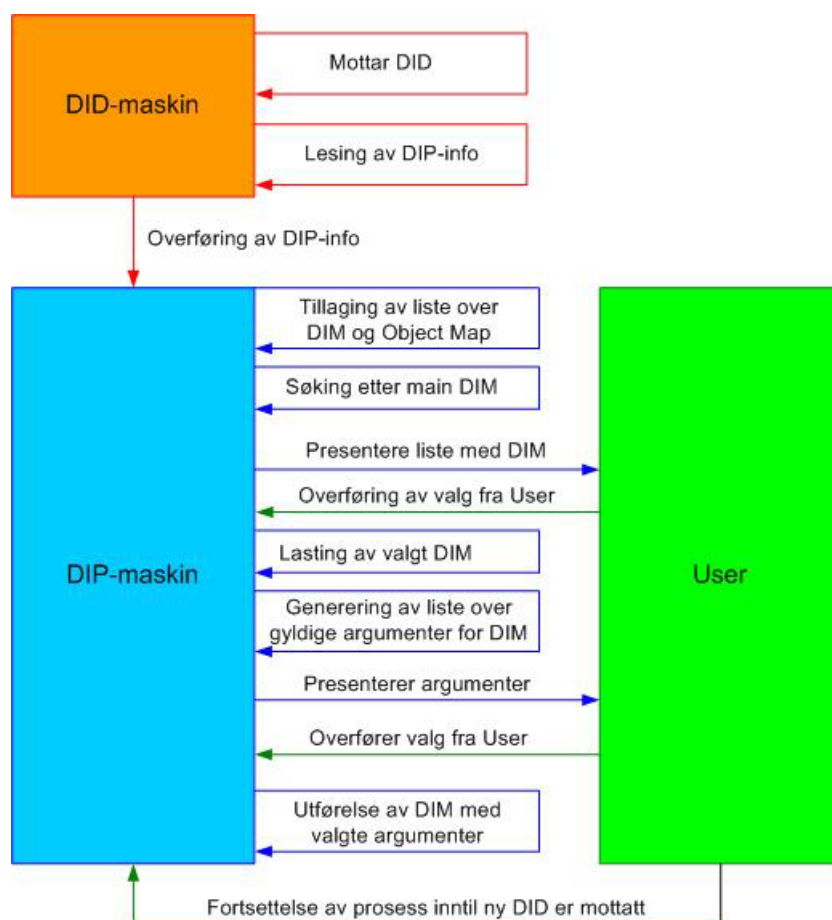 Mottar DID
DID-maskin
Lesing av DIP-info
Overføring av DIP-info
Tillaging av liste over
DIM og Object Map
Søking etter main DIM
Presentere liste med DIM
Overføring av valg fra User
Lasting av valgt DIM
DIP-maskin
User
Generering av liste over
gyldige argumenter for DIM
Presenterer argumenter
Overfører valg fra User
Utførelse av DIM med
valgte argumenter
Fortsettelse av prosess inntil ny DID er mottatt